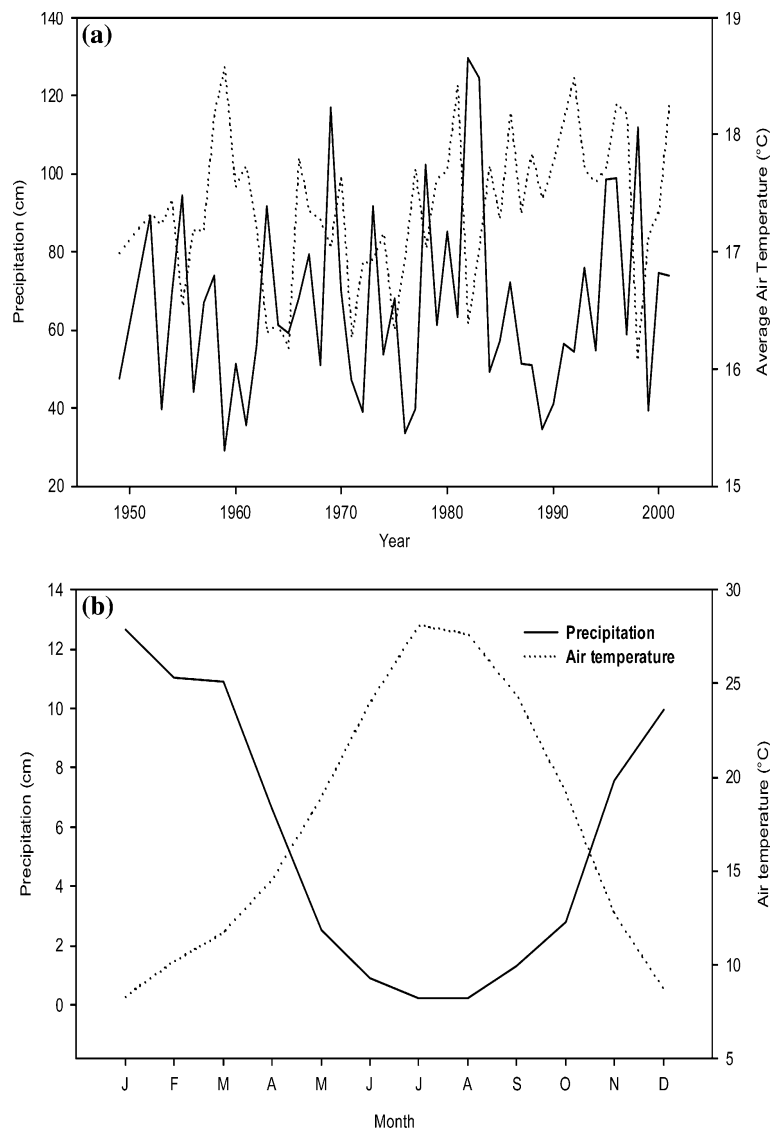 (a)
140
120
100
80
60
40
20
Precipitation (cm)
19
18
17
16
15
Average Air Temperature (°C)
1950 1960 1970 1980 1990 2000
Year
(b)
14
12
10
8
6
4
2
0
Precipitation (cm)
Precipitation
Air temperature
30
25
20
15
10
5
Air temperature (°C)
J F M A M J J A S O N D
Month